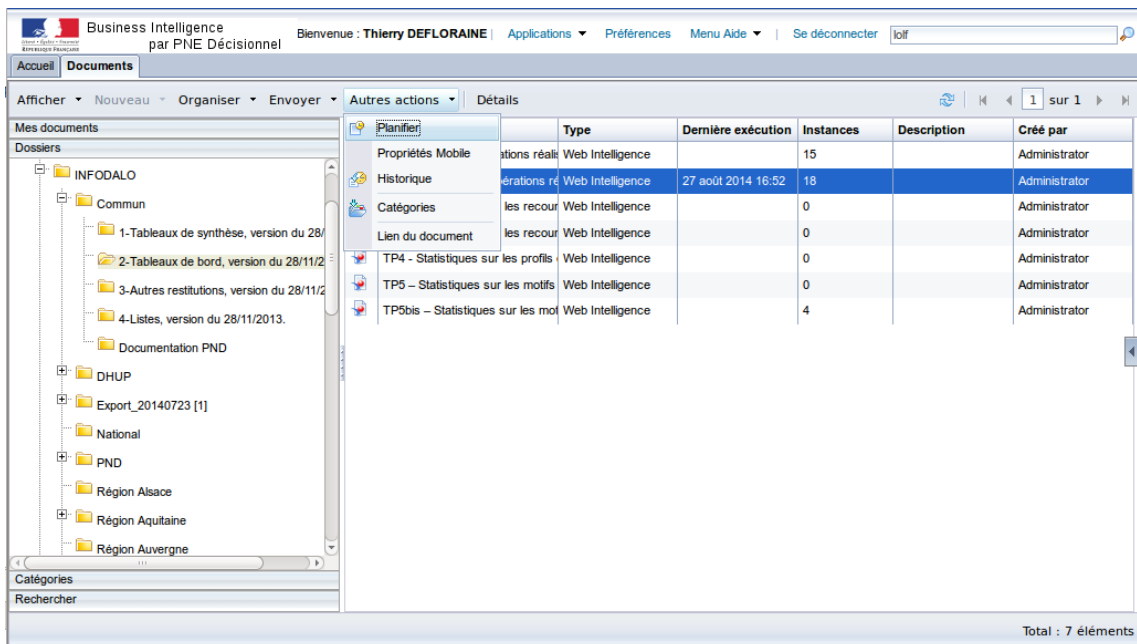 Business Intelligence
par PNE Décisionnel
Bienvenue : Thierry DEFLORAINE | Applications Préférences Menu Aide | Se déconnecter lolf
Liberté • Égalité • Fraternité
RÉPUBLIQUE FRANÇAISE
Accueil Documents
Afficher Nouveau Organiser Envoyer Autres actions Détails 1 sur 1
Mes documents
Dossiers
INFODALO
Commun
1-Tableaux de synthèse, version du 28/
2-Tableaux de bord, version du 28/11/2
3-Autres restitutions, version du 28/11/2
4-Listes, version du 28/11/2013.
Documentation PND
DHUP
Export_20140723 [1]
National
PND
Région Alsace
Région Aquitaine
Région Auvergne
Catégories
Rechercher
Planifier
Propriétés Mobile
Historique
Catégories
Lien du document
Type Dernière exécution Instances Description Créé par
ations réalis Web Intelligence 15 Administrator
érations ré Web Intelligence 27 août 2014 16:52 18 Administrator
les recour Web Intelligence 0 Administrator
les recour Web Intelligence 0 Administrator
TP4 - Statistiques sur les profils Web Intelligence 0 Administrator
TP5 – Statistiques sur les motifs Web Intelligence 0 Administrator
TP5bis – Statistiques sur les mot Web Intelligence 4 Administrator
Total : 7 éléments